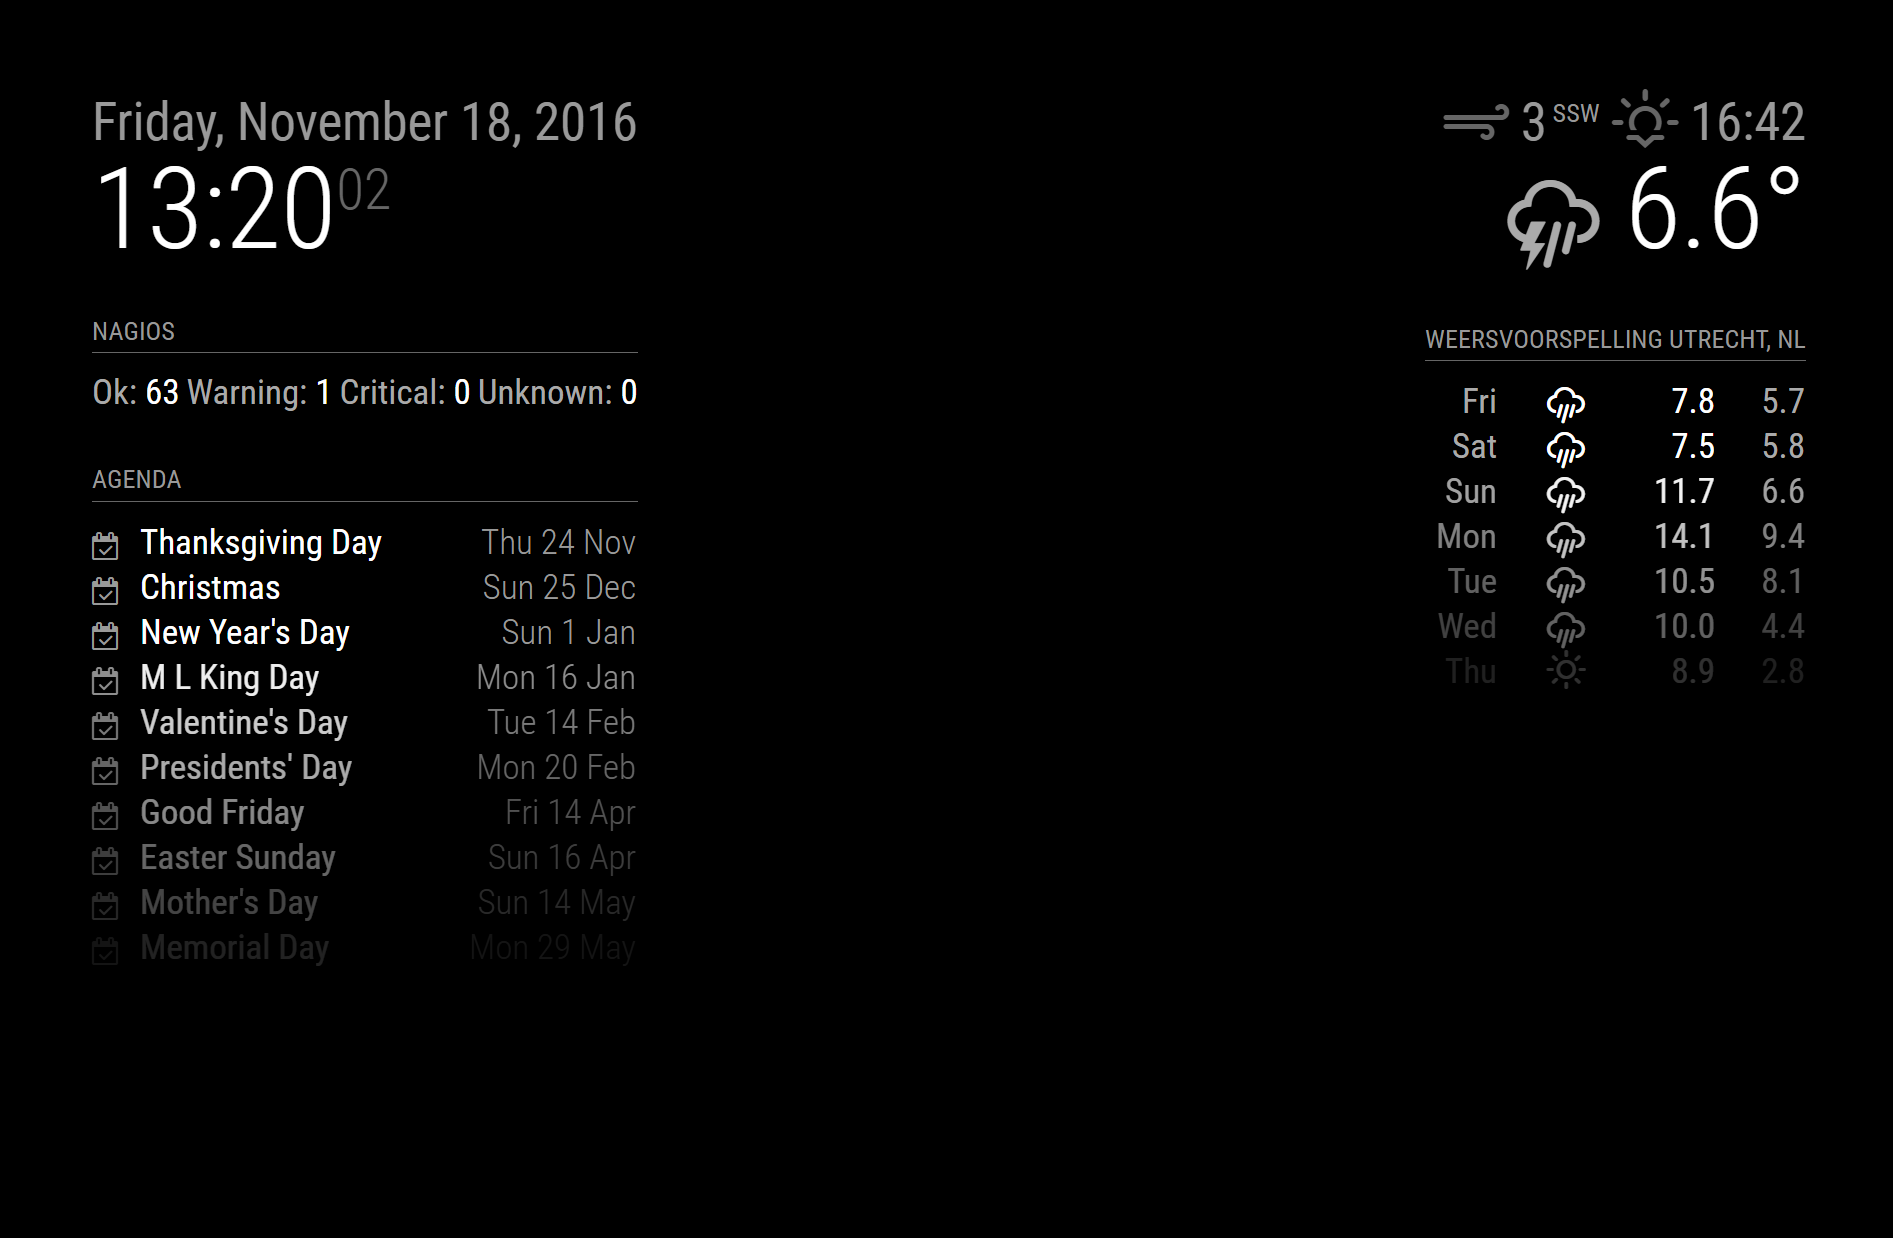 Friday, November 18, 2016
13:20 02
NAGIOS
Ok: 63 Warning: 1 Critical: 0 Unknown: 0
AGENDA
Thanksgiving Day Thu 24 Nov
Christmas Sun 25 Dec
New Year's Day Sun 1 Jan
M L King Day Mon 16 Jan
Valentine's Day Tue 14 Feb
Presidents' Day Mon 20 Feb
Good Friday Fri 14 Apr
Easter Sunday Sun 16 Apr
Mother's Day Sun 14 May
Memorial Day Mon 29 May
3 SSW 16:42
6.6°
WEERSVOORSPELLING UTRECHT, NL
Fri 7.8 5.7
Sat 7.5 5.8
Sun 11.7 6.6
Mon 14.1 9.4
Tue 10.5 8.1
Wed 10.0 4.4
Thu 8.9 2.8